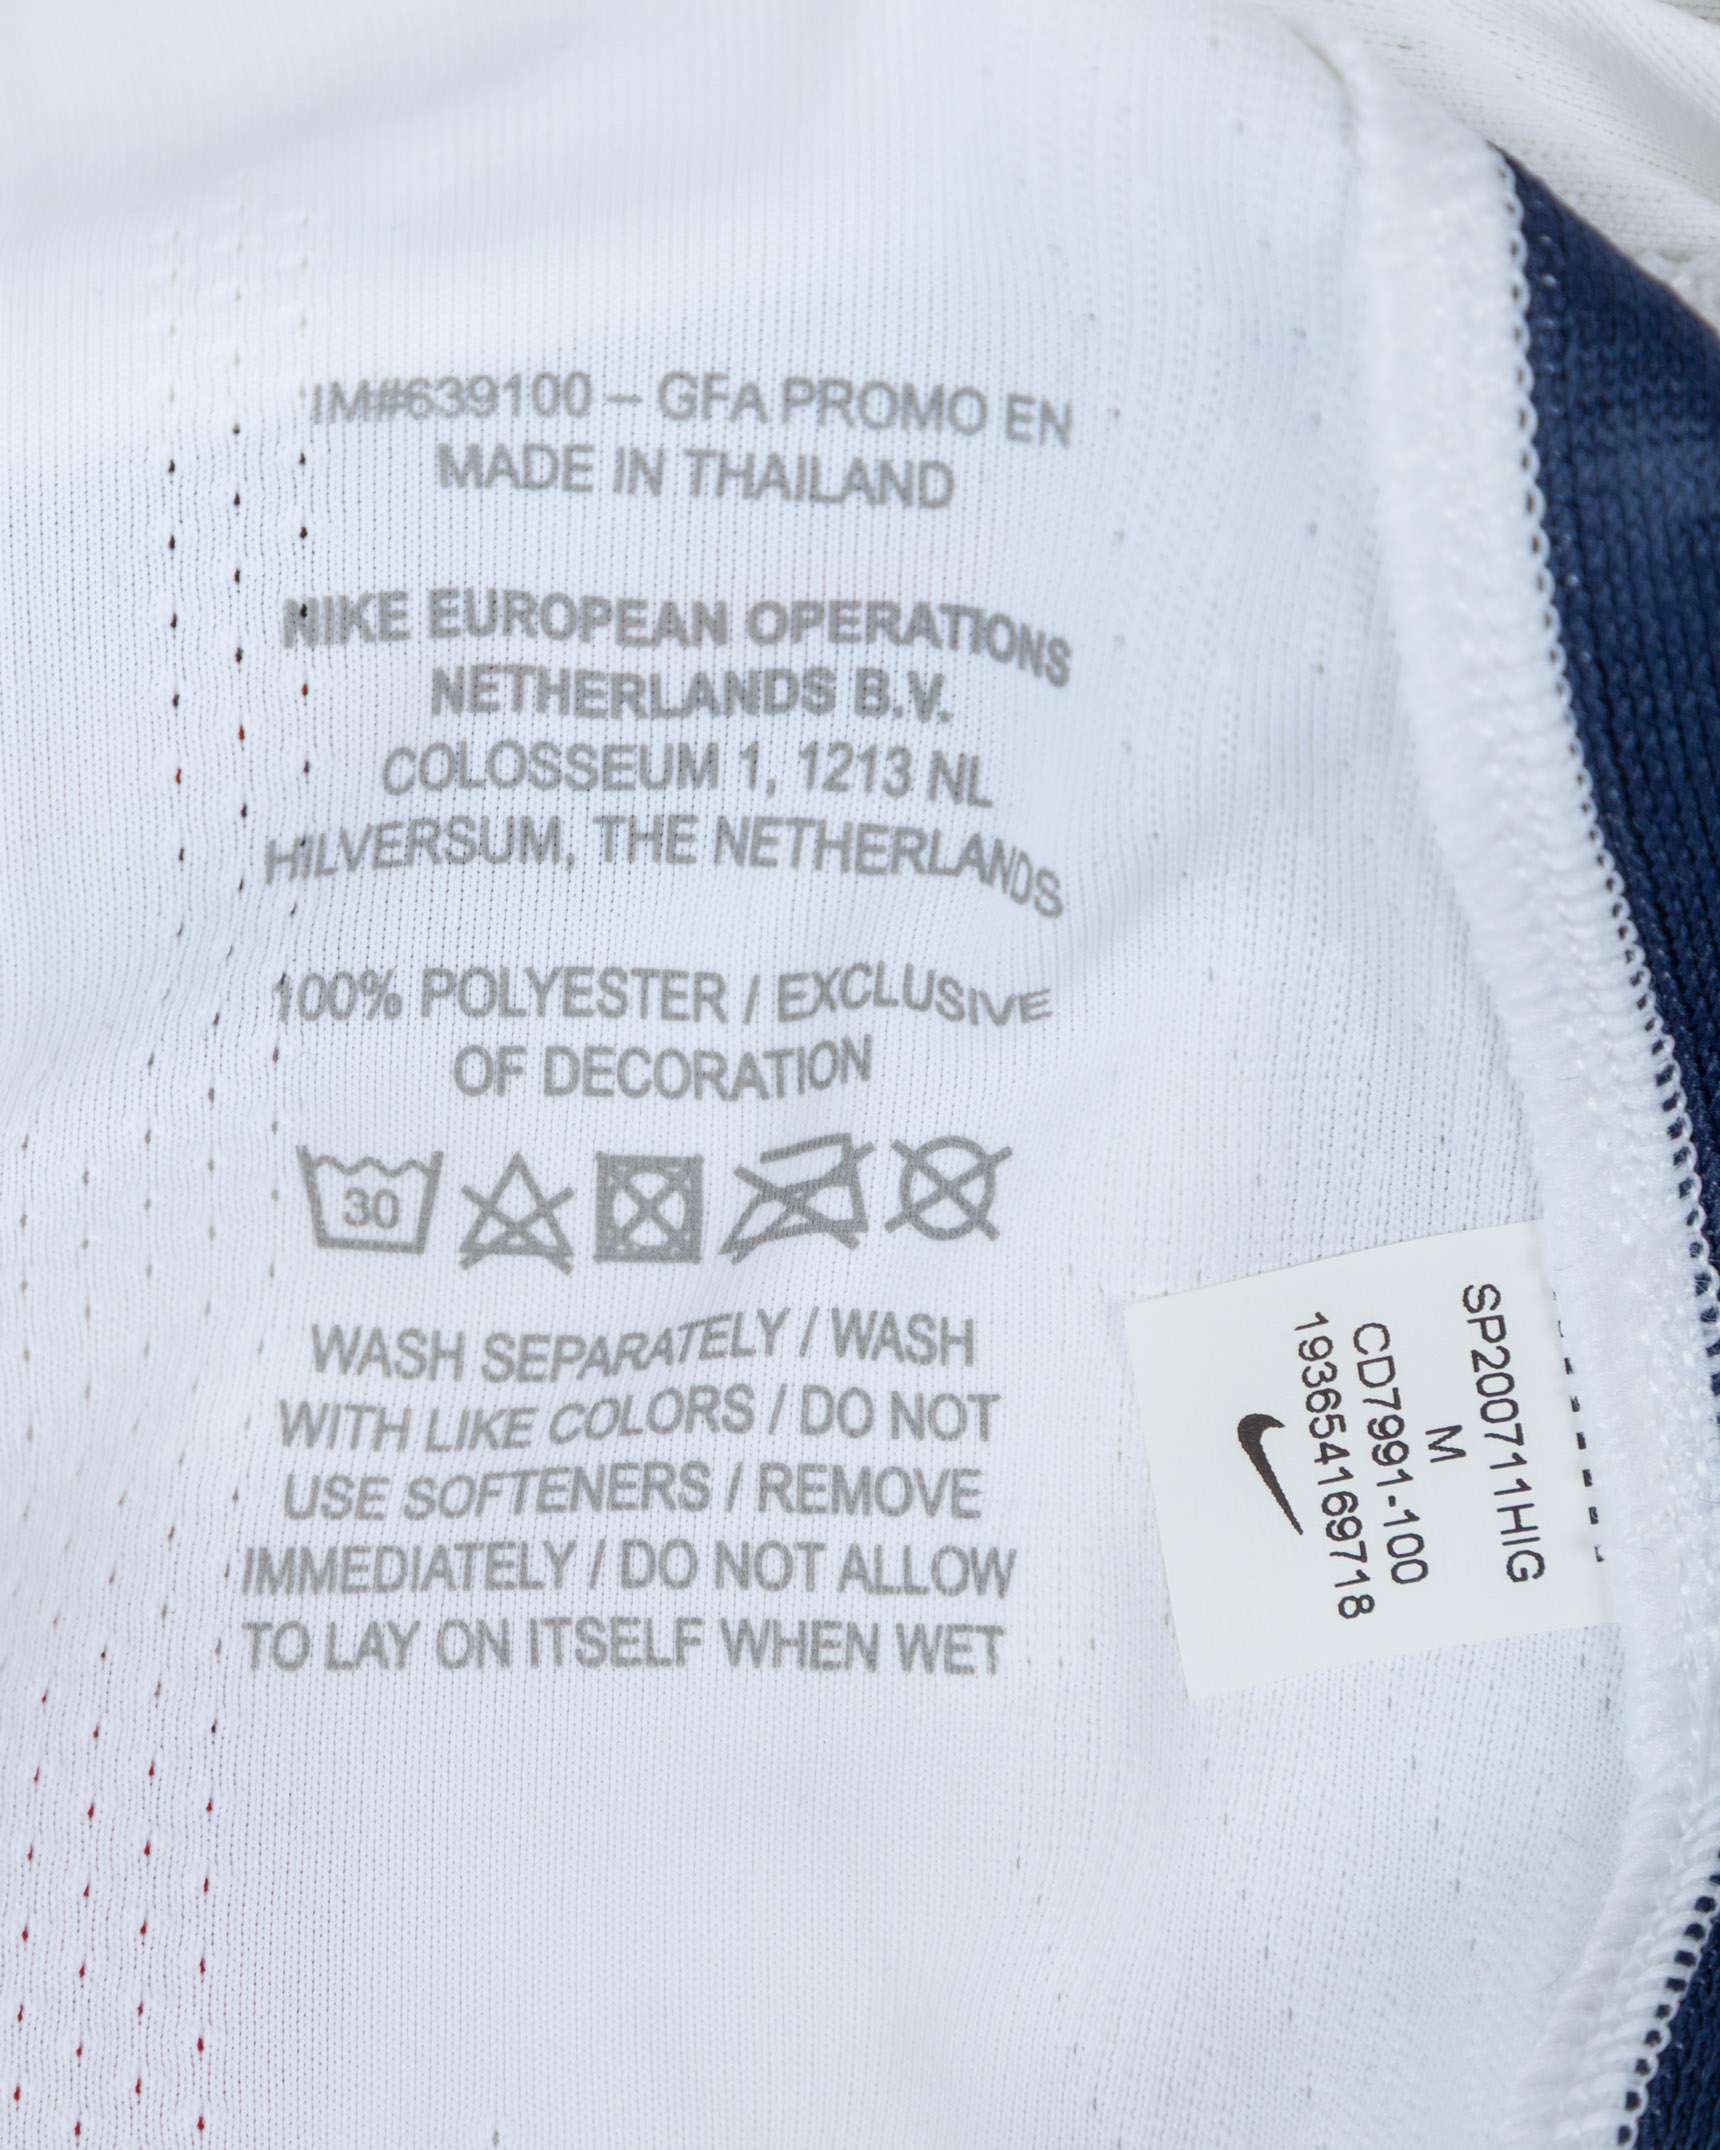 IM#639100 – GFA PROMO EN
MADE IN THAILAND
NIKE EUROPEAN OPERATIONS
NETHERLANDS B.V.
COLOSSEUM 1, 1213 NL
HILVERSUM, THE NETHERLANDS
100% POLYESTER / EXCLUSIVE
OF DECORATION
30
WASH SEPARATELY / WASH
WITH LIKE COLORS / DO NOT
USE SOFTENERS / REMOVE
IMMEDIATELY / DO NOT ALLOW
TO LAY ON ITSELF WHEN WET
SP200711HIG
M
CD7991-100
193654169718